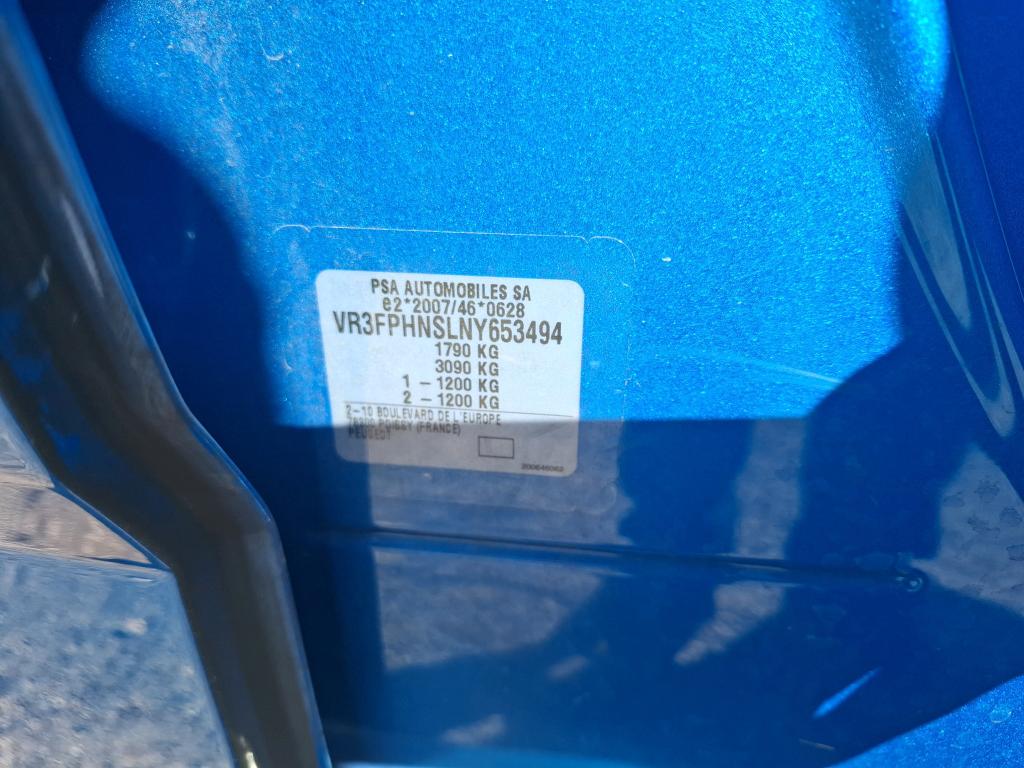 PSA AUTOMOBILES SA
e2*2007/46*0628
VR3FPHNSLNY653494
1790 KG
3090 KG
1 – 1200 KG
2 – 1200 KG
2–10 BOULEVARD DE L'EUROPE
78300 POISSY (FRANCE)
PEUGEOT